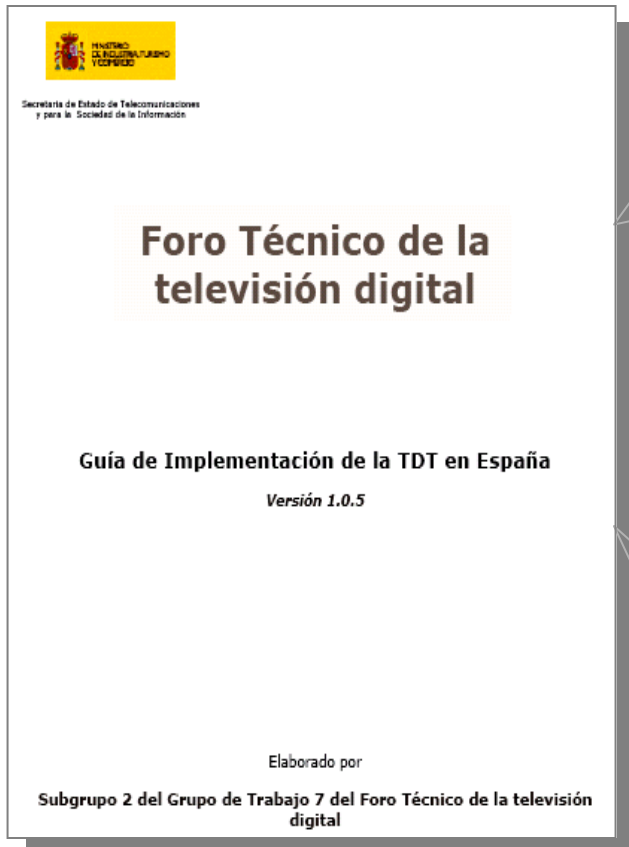 MINISTERIO
DE INDUSTRIA, TURISMO
Y COMERCIO
Secretaría de Estado de Telecomunicaciones
y para la Sociedad de la Información
Foro Técnico de la
televisión digital
Guía de Implementación de la TDT en España
Versión 1.0.5
Elaborado por
Subgrupo 2 del Grupo de Trabajo 7 del Foro Técnico de la televisión
digital